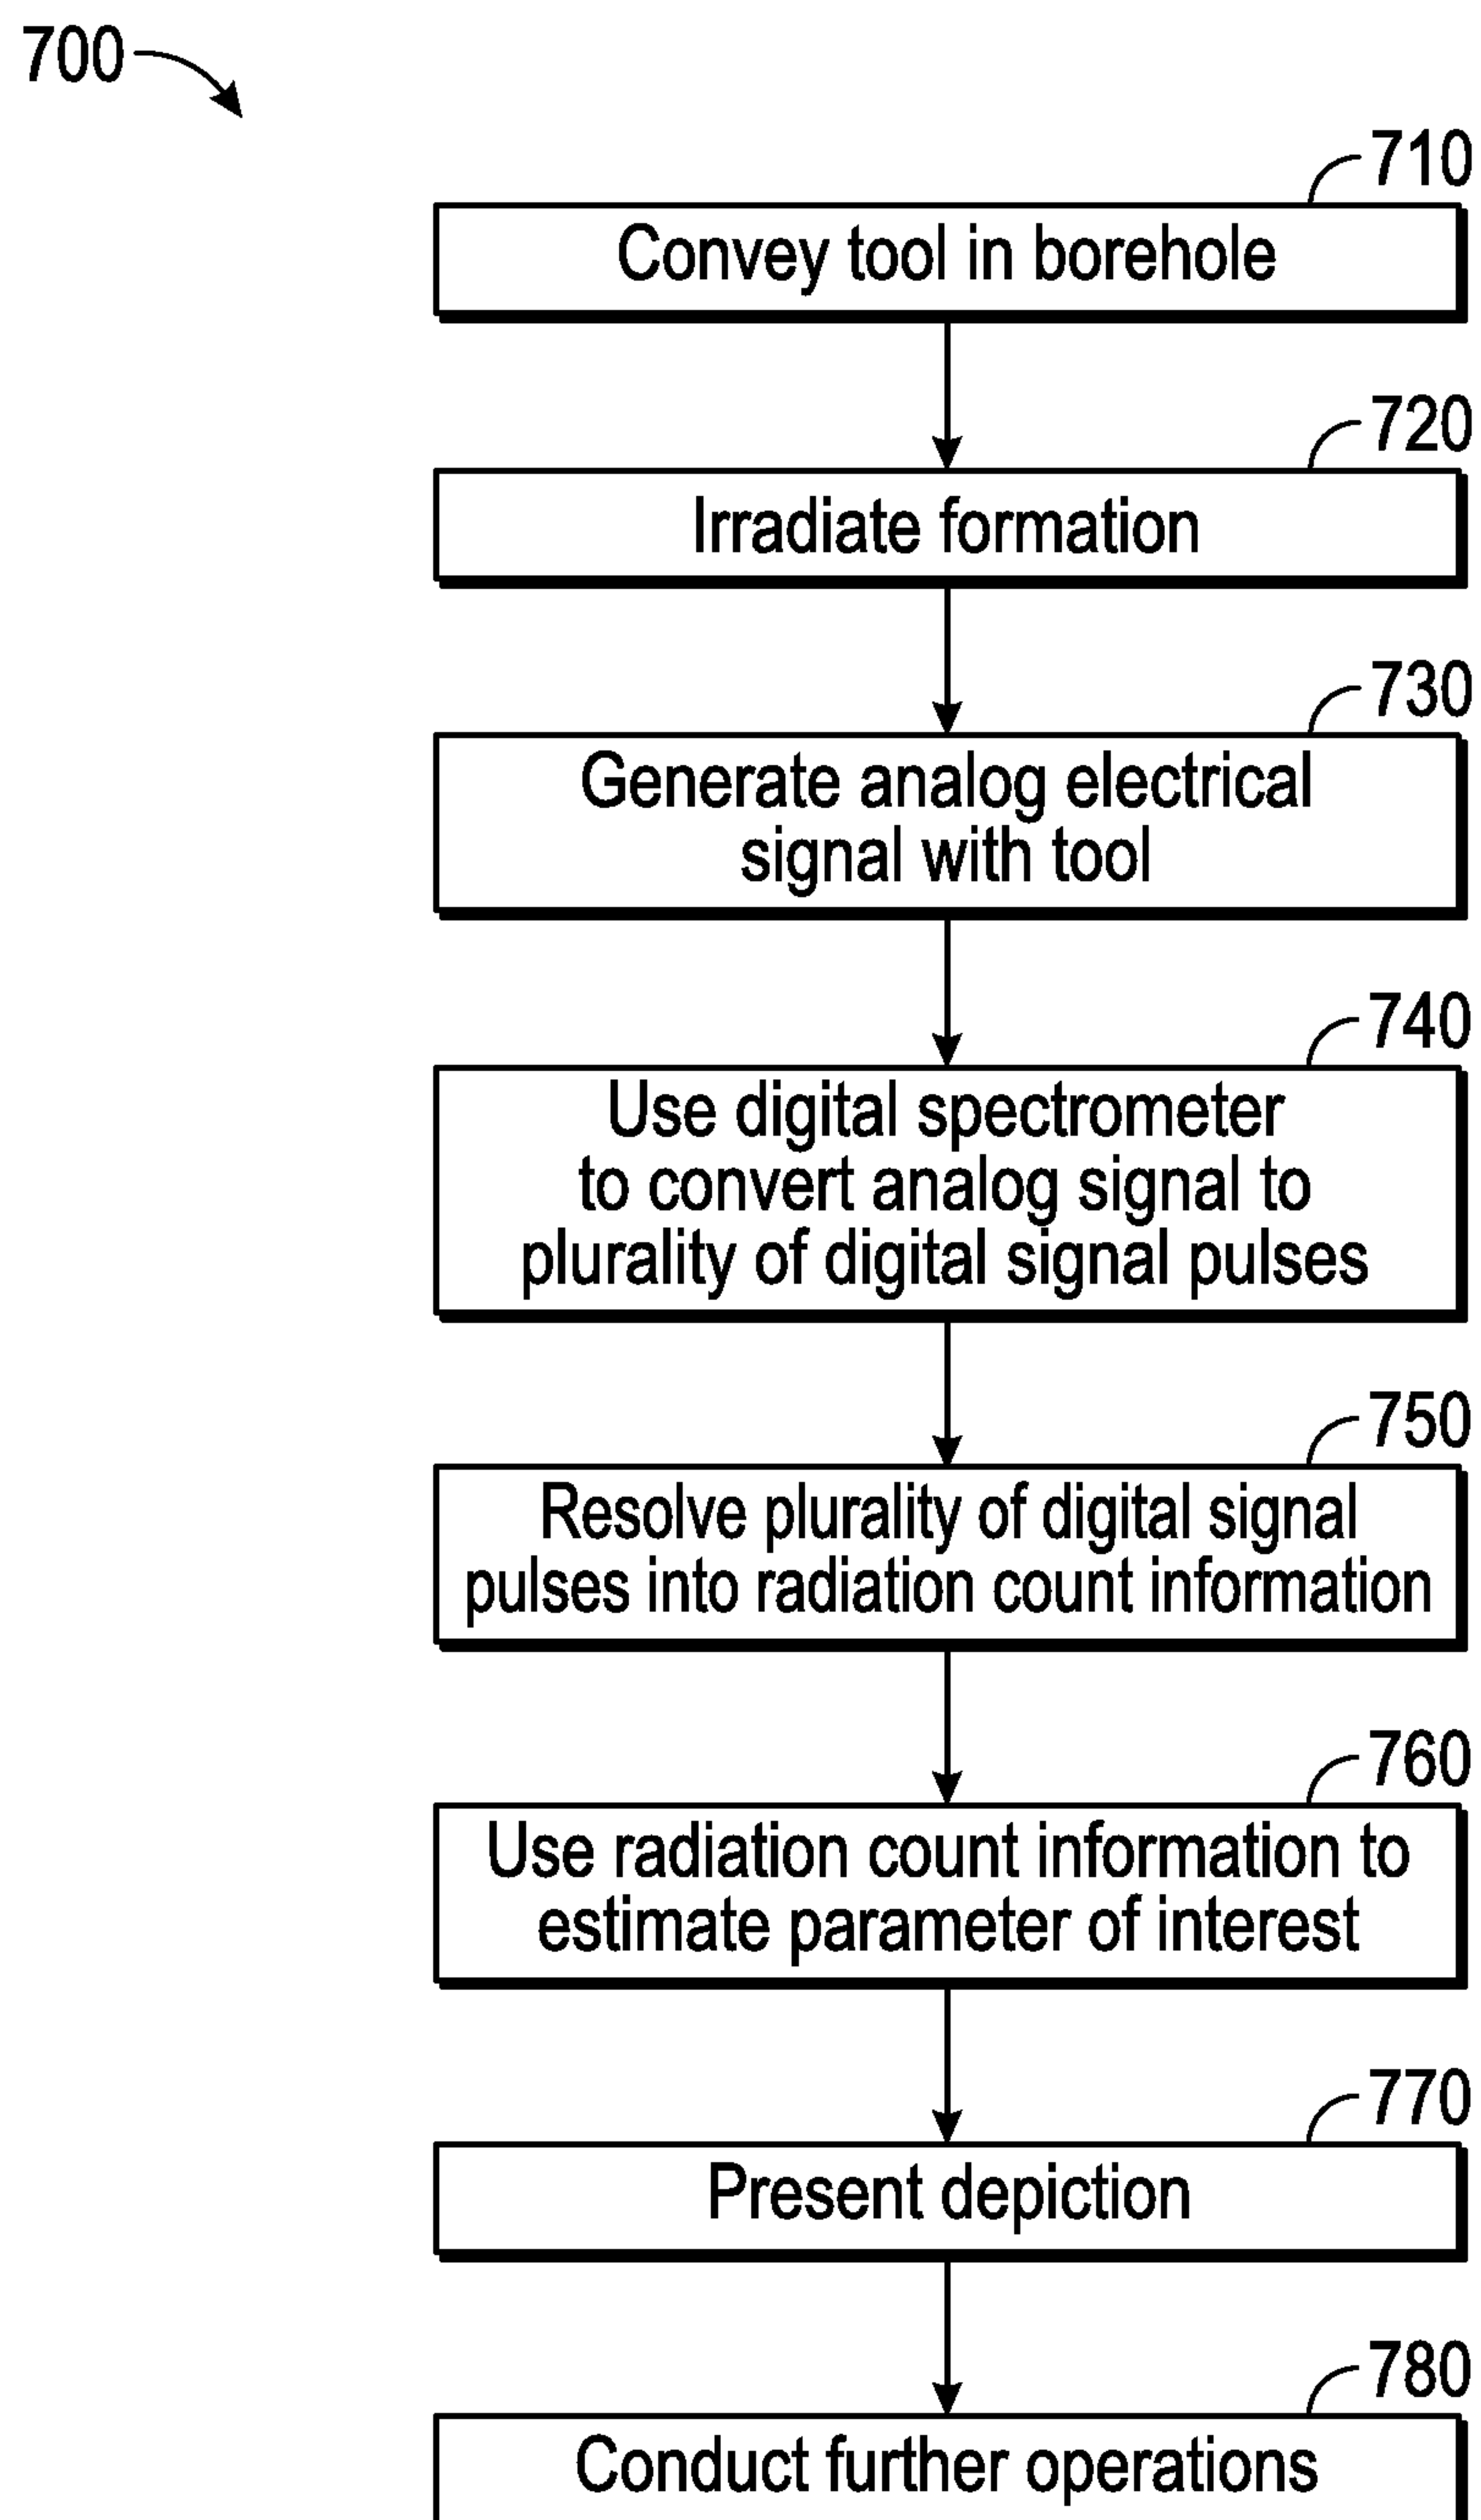 700
710
Convey tool in borehole
720
Irradiate formation
730
Generate analog electrical
signal with tool
740
Use digital spectrometer
to convert analog signal to
plurality of digital signal pulses
750
Resolve plurality of digital signal
pulses into radiation count information
760
Use radiation count information to
estimate parameter of interest
770
Present depiction
780
Conduct further operations